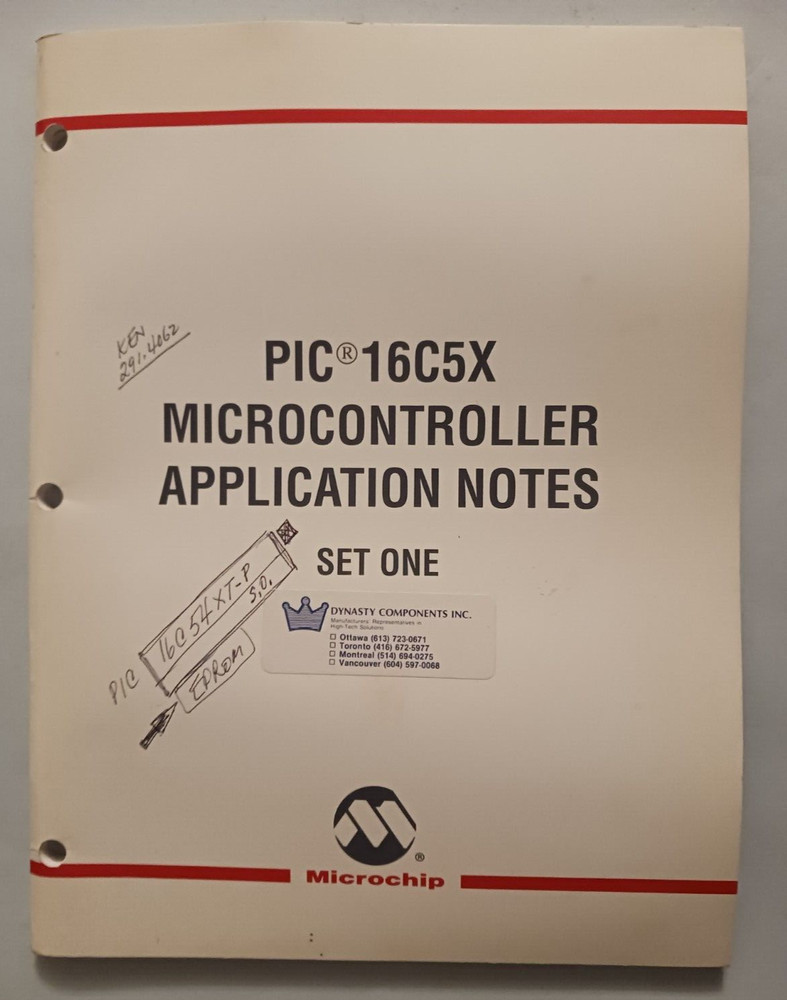 KEN
291.4062
PIC® 16C5X
MICROCONTROLLER
APPLICATION NOTES
SET ONE
PIC 16C54XT-P
S.O.
EPROM
DYNASTY COMPONENTS INC.
Manufacturers' Representatives in
High-Tech Solutions
Ottawa (613) 723-0671
Toronto (416) 672-5977
Montreal (514) 694-0275
Vancouver (604) 597-0068
®
Microchip